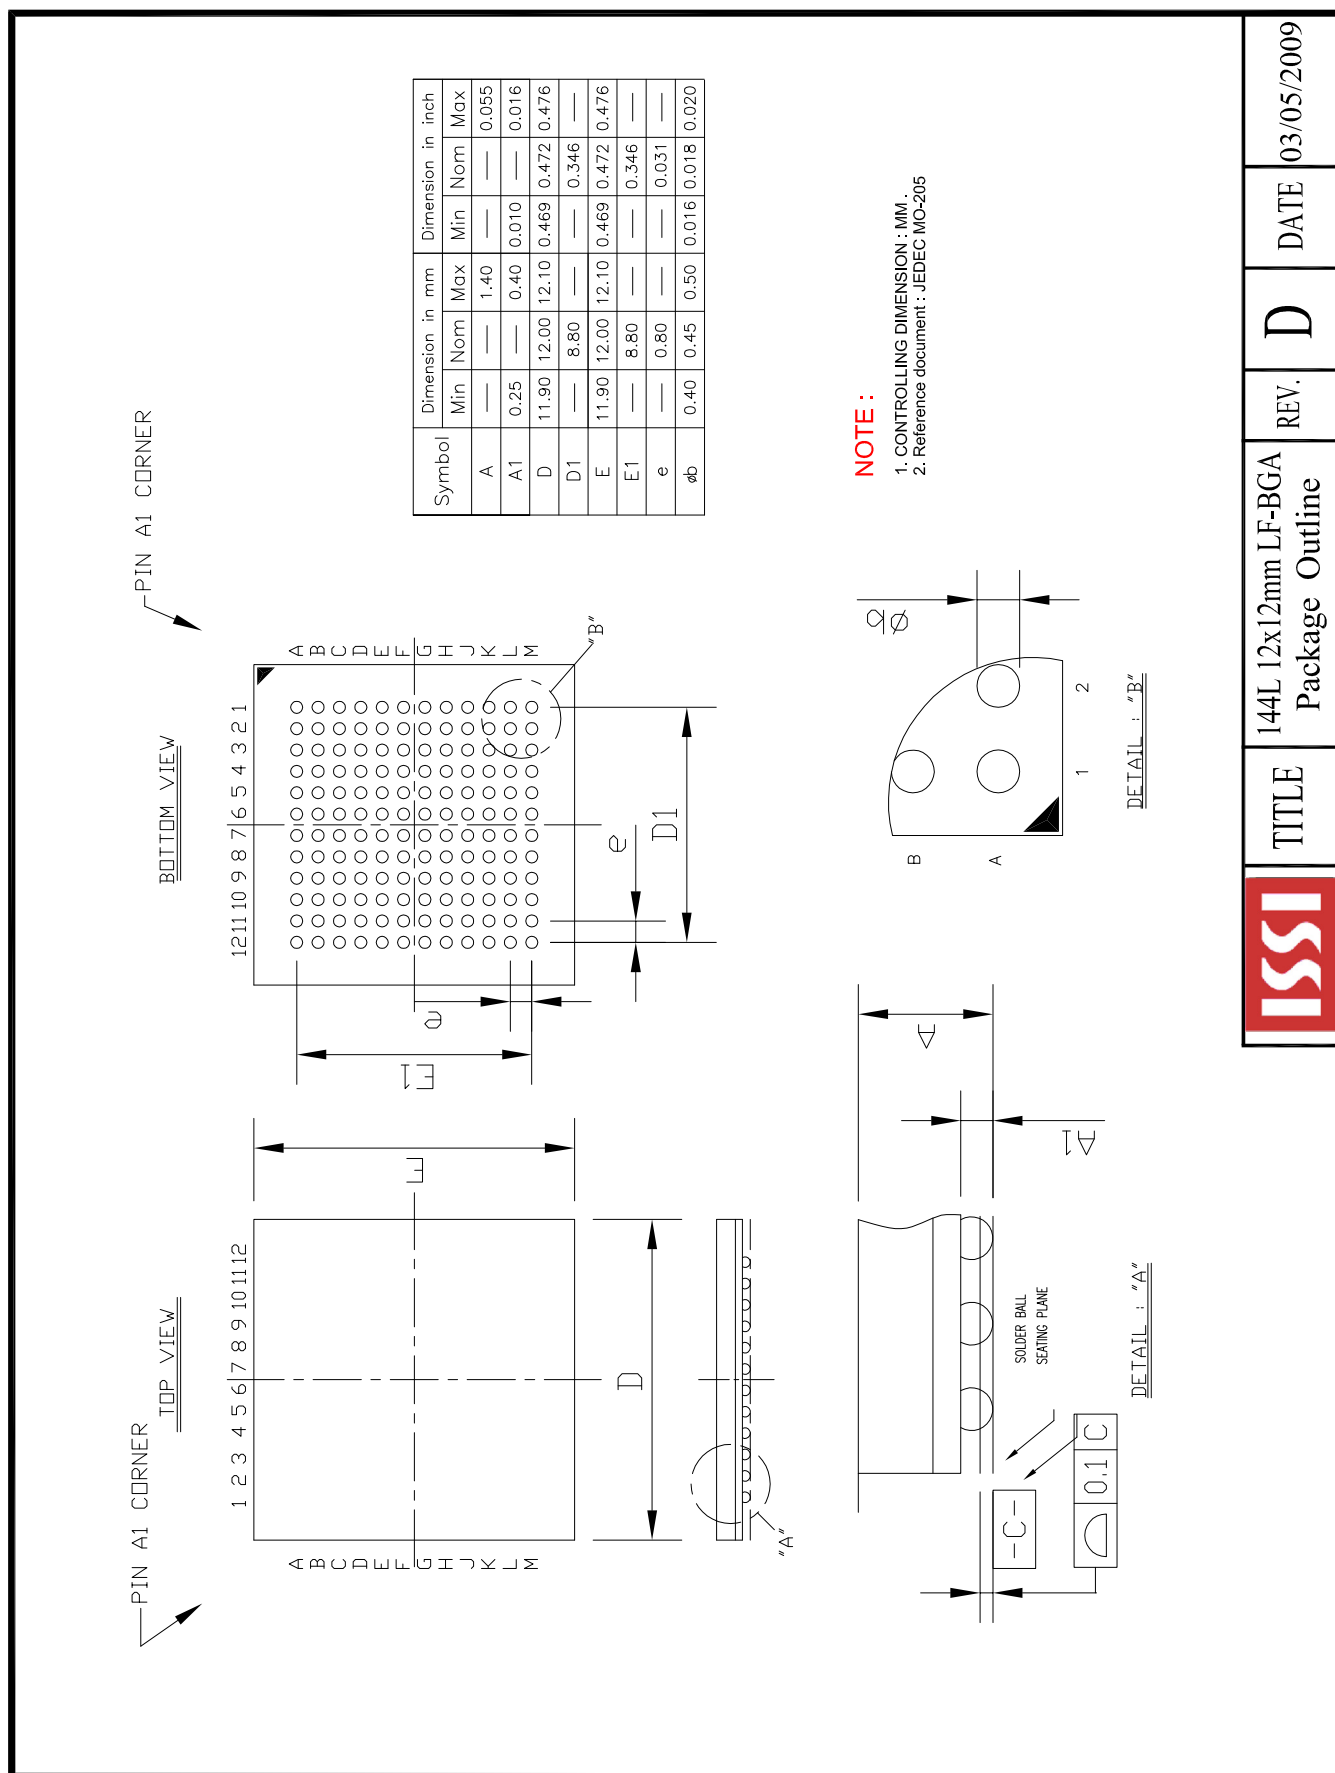 PIN A1 CORNER
TOP VIEW
1 2 3 4 5 6 7 8 9 10 11 12
A
B
C
D
E
F
G
H
J
K
L
M
E
D
"A"
PIN A1 CORNER
BOTTOM VIEW
12 11 10 9 8 7 6 5 4 3 2 1
A
B
C
D
E
F
G
H
J
K
L
M
"B"
E1
e
e
D1
Symbol Dimension in mm Dimension in inch
Min Nom Max Min Nom Max
A — — 1.40 — — 0.055
A1 0.25 — 0.40 0.010 — 0.016
D 11.90 12.00 12.10 0.469 0.472 0.476
D1 — 8.80 — — 0.346 —
E 11.90 12.00 12.10 0.469 0.472 0.476
E1 — 8.80 — — 0.346 —
e — 0.80 — — 0.031 —
øb 0.40 0.45 0.50 0.016 0.018 0.020
A
A1
SOLDER BALL
SEATING PLANE
-C-
0.1 C
DETAIL : "A"
B
A
1 2
Øb
DETAIL : "B"
NOTE :
1. CONTROLLING DIMENSION : MM .
2. Reference document : JEDEC MO-205
ISSI
TITLE
144L 12x12mm LF-BGA
Package Outline
REV.
D
DATE
03/05/2009